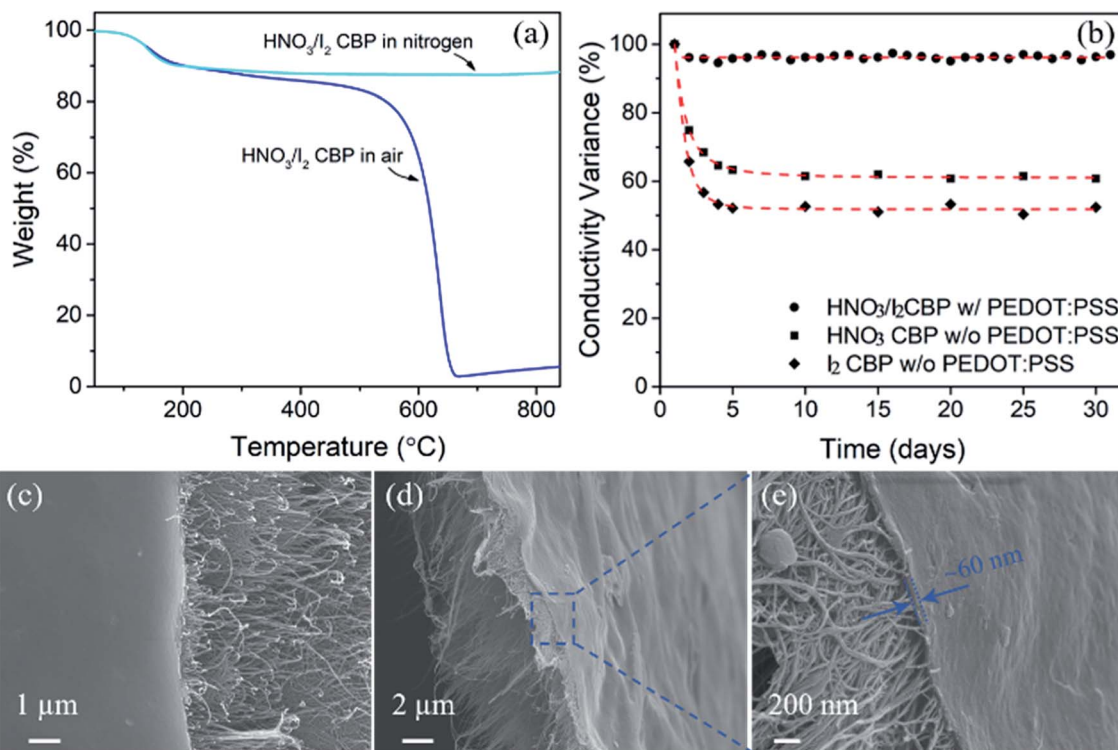 (a)
100
80
60
40
20
0
Weight (%)
HNO₃/I₂ CBP in nitrogen
HNO₃/I₂ CBP in air
200
400
600
800
Temperature (°C)
(b)
100
80
60
40
20
0
Conductivity Variance (%)
HNO₃/I₂CBP w/ PEDOT:PSS
HNO₃ CBP w/o PEDOT:PSS
I₂ CBP w/o PEDOT:PSS
0
5
10
15
20
25
30
Time (days)
(c)
1 µm
(d)
2 µm
(e)
~60 nm
200 nm